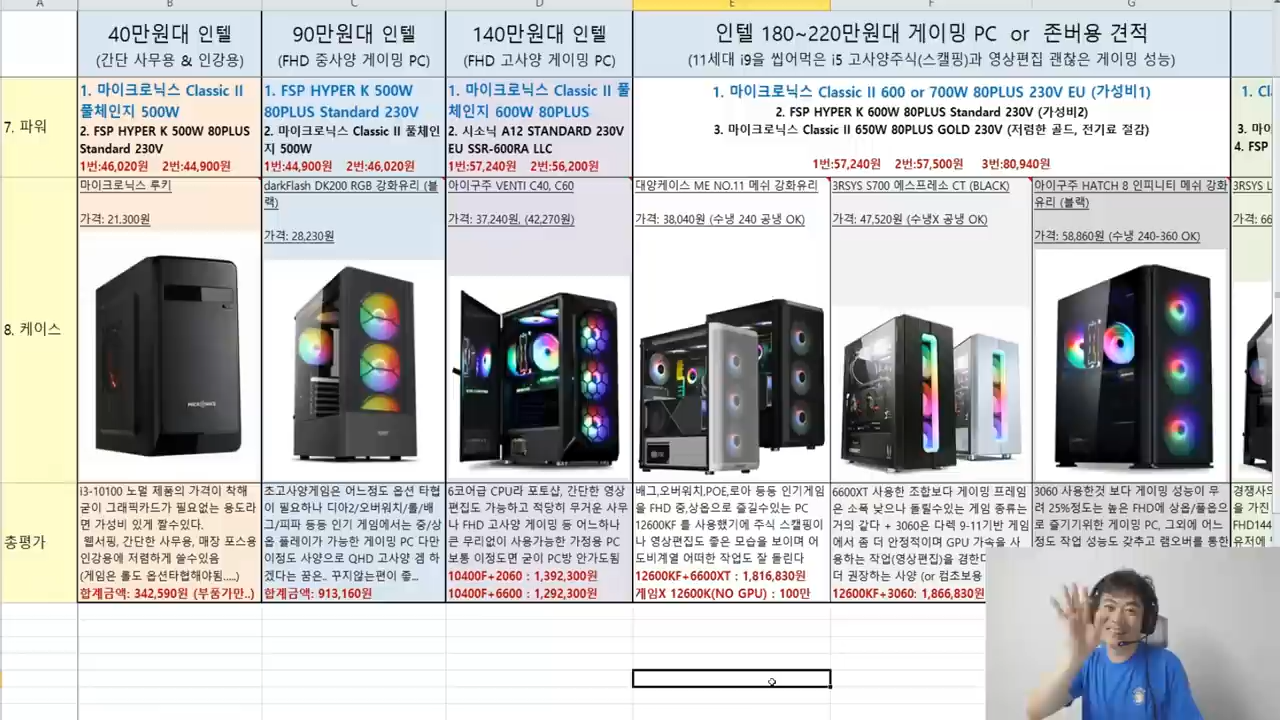 A B C D E F G
40만원대 인텔
(간단 사무용 & 인강용)
90만원대 인텔
(FHD 중사양 게이밍 PC)
140만원대 인텔
(FHD 고사양 게이밍 PC)
인텔 180~220만원대 게이밍 PC or 존버용 견적
(11세대 i9을 씹어먹은 i5 고사양주식(스캘핑)과 영상편집 괜찮은 게이밍 성능)
7. 파워
1. 마이크로닉스 Classic II
풀체인지 500W
2. FSP HYPER K 500W 80PLUS
Standard 230V
1번:46,020원 2번:44,900원
1. FSP HYPER K 500W
80PLUS Standard 230V
2. 마이크로닉스 Classic II 풀체인
지 500W
1번:44,900원 2번:46,020원
1. 마이크로닉스 Classic II 풀
체인지 600W 80PLUS
2. 시소닉 A12 STANDARD 230V
EU SSR-600RA LLC
1번:57,240원 2번:56,200원
1. 마이크로닉스 Classic II 600 or 700W 80PLUS 230V EU (가성비1)
2. FSP HYPER K 600W 80PLUS Standard 230V (가성비2)
3. 마이크로닉스 Classic II 650W 80PLUS GOLD 230V (저렴한 골드, 전기료 절감)
1번:57,240원 2번:57,500원 3번:80,940원
1. Cl
3. 마이
4. FSP
8. 케이스
마이크로닉스 루키
가격: 21,300원
MICRONICS
darkFlash DK200 RGB 강화유리 (블
랙)
가격: 28,230원
아이구주 VENTI C40, C60
가격: 37,240원, (42,270원)
대양케이스 ME NO.11 메쉬 강화유리
가격: 38,040원 (수냉 240 공냉 OK)
3RSYS S700 에스프레소 CT (BLACK)
가격: 47,520원 (수냉X 공냉 OK)
아이구주 HATCH 8 인피니티 메쉬 강화
유리 (블랙)
가격: 58,860원 (수냉 240-360 OK)
3RSYS L
가격: 66
총평가
i3-10100 노멀 제품의 가격이 착해
굳이 그래픽카드가 필요없는 용도라
면 가성비 있게 짤수있다.
웹서핑, 간단한 사무용, 매장 포스용
인강용에 저렴하게 쓸수있음
(게임은 롤도 옵션타협해야됨.....)
합계금액: 342,590원 (부품가만..)
초고사양게임은 어느정도 옵션 타협
이 필요하나 디아2/오버워치/롤/배
그/피파 등등 인기 게임에서는 중/상
옵 플레이가 가능한 게이밍 PC 다만
이정도 사양으로 QHD 고사양 겜 하
겠다는 꿈은.. 꾸지않는편이 좋..
합계금액: 913,160원
6코어급 CPU라 포토샵, 간단한 영상
편집도 가능하고 적당히 무거운 사무
나 FHD 고사양 게이밍 등 어느하나
큰 무리없이 사용가능한 가정용 PC
보통 이정도면 굳이 PC방 안가도됨
10400F+2060 : 1,392,300원
10400F+6600 : 1,292,300원
배그,오버워치,POE,로아 등등 인기게임
을 FHD 중,상옵으로 즐길수있는 PC
12600KF 를 사용했기에 주식 스캘핑이
나 영상편집도 좋은 모습을 보이며 어
도비계열 어떠한 작업도 잘 돌린다
12600KF+6600XT : 1,816,830원
게임X 12600K(NO GPU) : 100만
6600XT 사용한 조합보다 게이밍 프레임
은 소폭 낮으나 돌릴수있는 게임 종류는
거의 같다 + 3060은 다렉 9-11기반 게임
에서 좀 더 안정적이며 GPU 가속을 사
용하는 작업(영상편집)을 겸한다
더 권장하는 사양 (or 컴초보용
12600KF+3060: 1,866,830원
3060 사용한것 보다 게이밍 성능이 무
려 25%정도는 높은 FHD에 상옵/풀옵으
로 즐기기위한 게이밍 PC, 그외에 어느
정도 작업 성능도 갖추고 램오버를 통한
경쟁사의
을 가진
FHD144
유저에